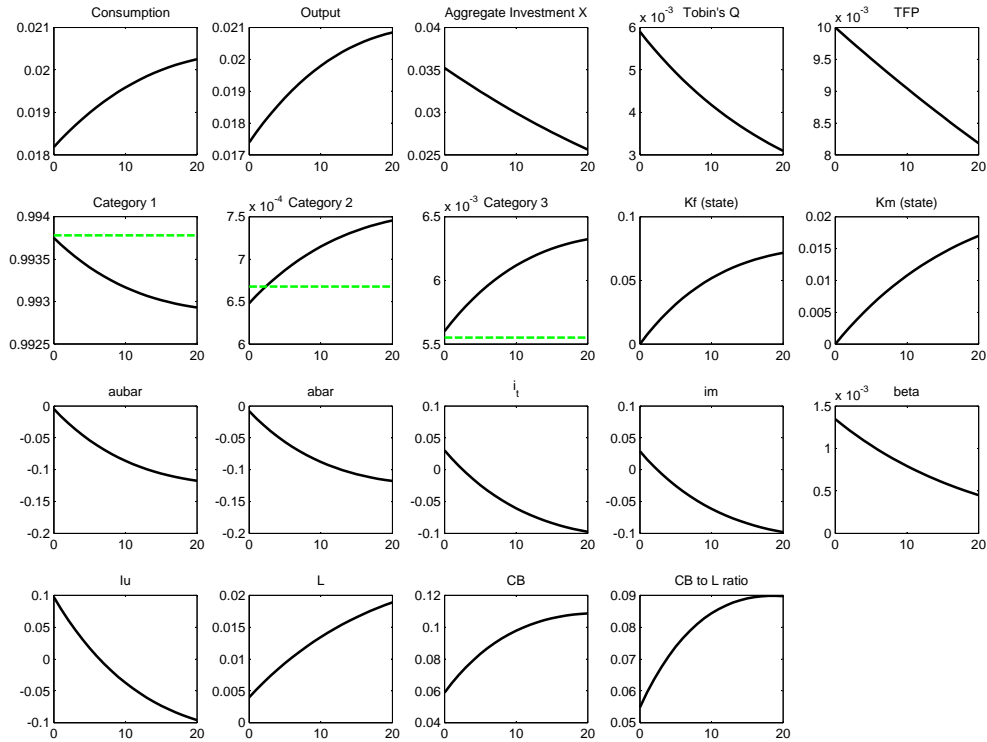 Consumption
0.021
0.02
0.019
0.018
0 10 20
Output
0.021
0.02
0.019
0.018
0.017
0 10 20
Aggregate Investment X
0.04
0.035
0.03
0.025
0 10 20
x 10-3 Tobin's Q
6
5
4
3
0 10 20
x 10-3 TFP
10
9.5
9
8.5
8
0 10 20
Category 1
0.994
0.9935
0.993
0.9925
0 10 20
x 10-4 Category 2
7.5
7
6.5
6
0 10 20
x 10-3 Category 3
6.5
6
5.5
0 10 20
Kf (state)
0.1
0.05
0
0 10 20
Km (state)
0.02
0.015
0.01
0.005
0
0 10 20
aubar
0
-0.05
-0.1
-0.15
-0.2
0 10 20
abar
0
-0.05
-0.1
-0.15
-0.2
0 10 20
it
0.1
0.05
0
-0.05
-0.1
0 10 20
im
0.1
0.05
0
-0.05
-0.1
0 10 20
x 10-3 beta
1.5
1
0.5
0
0 10 20
Iu
0.1
0.05
0
-0.05
-0.1
0 10 20
L
0.02
0.015
0.01
0.005
0
0 10 20
CB
0.12
0.1
0.08
0.06
0.04
0 10 20
CB to L ratio
0.09
0.08
0.07
0.06
0.05
0 10 20